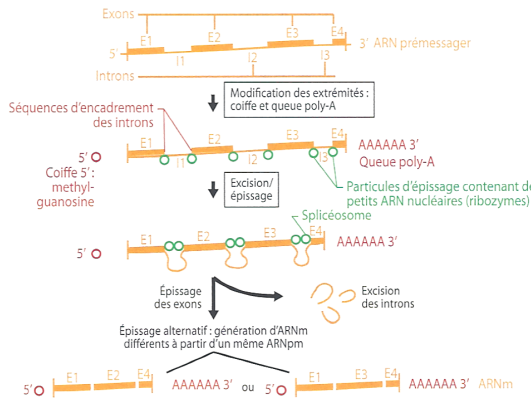 Exons
E1 E2 E3 E4
5' 3' ARN prémessager
I1 I2 I3
Introns
Modification des extrémités :
coiffe et queue poly-A
Séquences d'encadrement
des introns
E1 E2 E3 E4
5' AAAAAA 3'
I1 I2 I3
Queue poly-A
Coiffe 5' :
methyl-
guanosine
Excision/
épissage
Particules d'épissage contenant de
petits ARN nucléaires (ribozymes)
Splicéosome
E1 E2 E3 E4
5' AAAAAA 3'
Épissage
des exons
Excision
des introns
Épissage alternatif : génération d'ARNm
différents à partir d'un même ARNpm
E1 E2 E4 E1 E3 E4
5' AAAAAA 3' ou 5' AAAAAA 3' ARNm